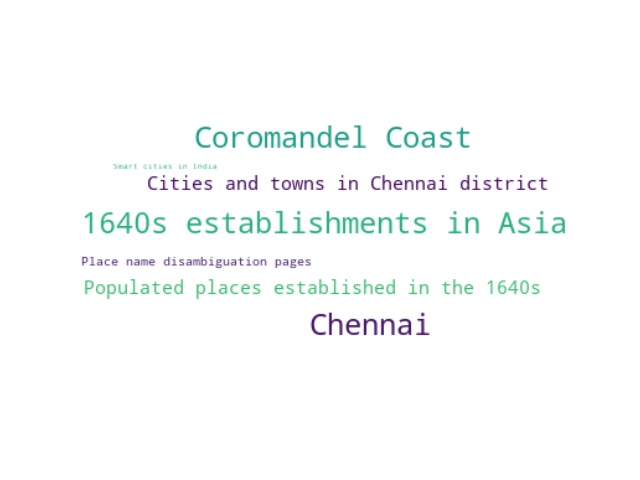 Coromandel Coast
Smart cities in India
Cities and towns in Chennai district
1640s establishments in Asia
Place name disambiguation pages
Populated places established in the 1640s
Chennai